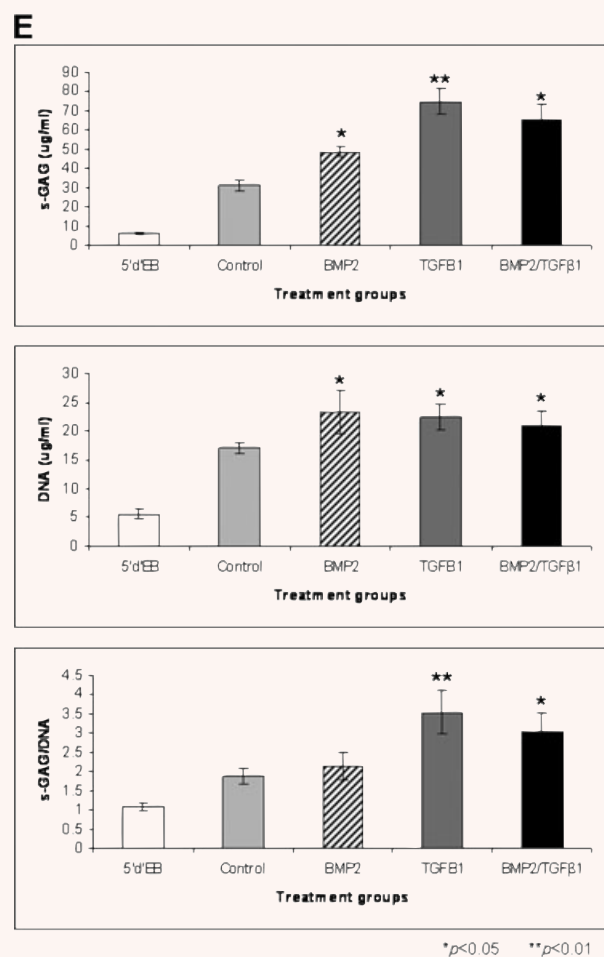 E
90
80
70
60
50
40
30
20
10
0
s-GAG (ug/ml)
★★
★
★
5'd'EB Control BMP2 TGFB1 BMP2/TGFβ1
Treatment groups
30
25
20
15
10
5
0
DNA (ug/ml)
★ ★ ★
5'd'EB Control BMP2 TGFB1 BMP2/TGFβ1
Treatment groups
4.5
4
3.5
3
2.5
2
1.5
1
0.5
0
s-GAG/DNA
★★
★
5'd'EB Control BMP2 TGFB1 BMP2/TGFβ1
Treatment groups
*p<0.05 **p<0.01